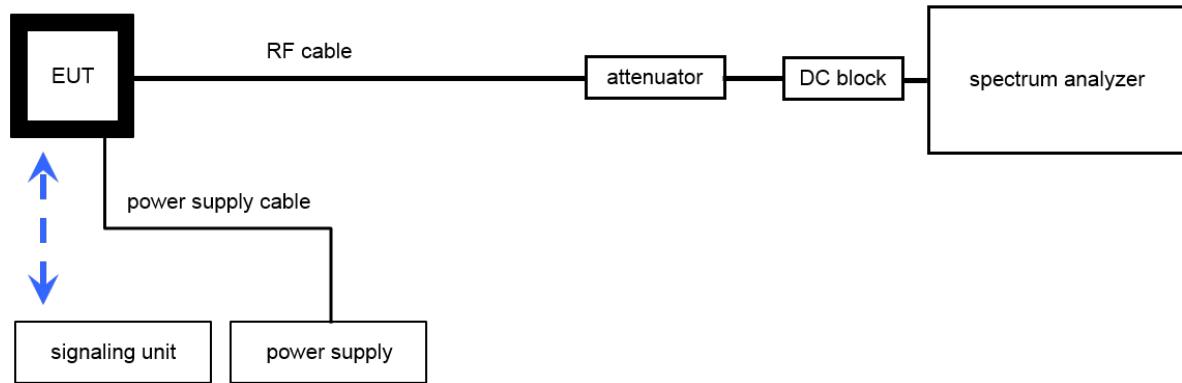 RF cable
EUT
attenuator
DC block
spectrum analyzer
power supply cable
signaling unit
power supply